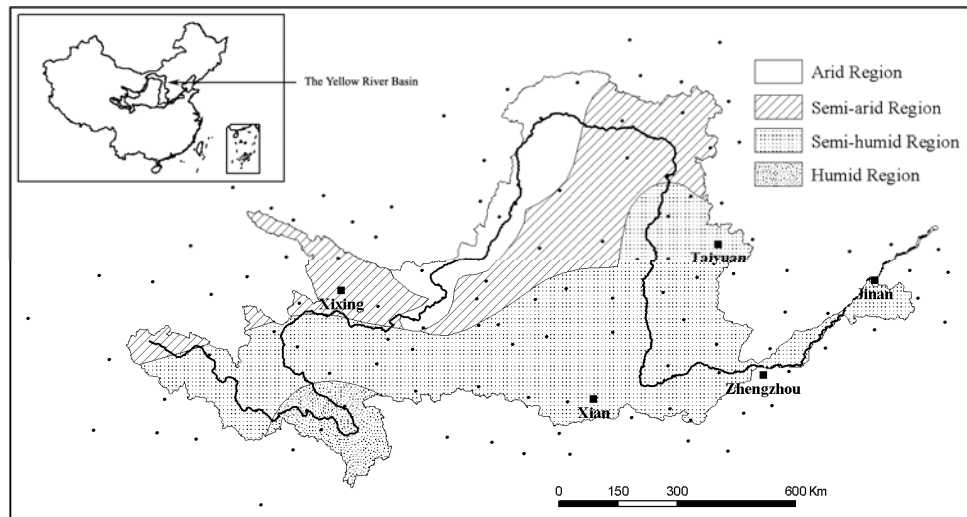 The Yellow River Basin
Arid Region
Semi-arid Region
Semi-humid Region
Humid Region
Taiyuan
Xixing
Jinan
Zhengzhou
Xian
0 150 300 600 Km